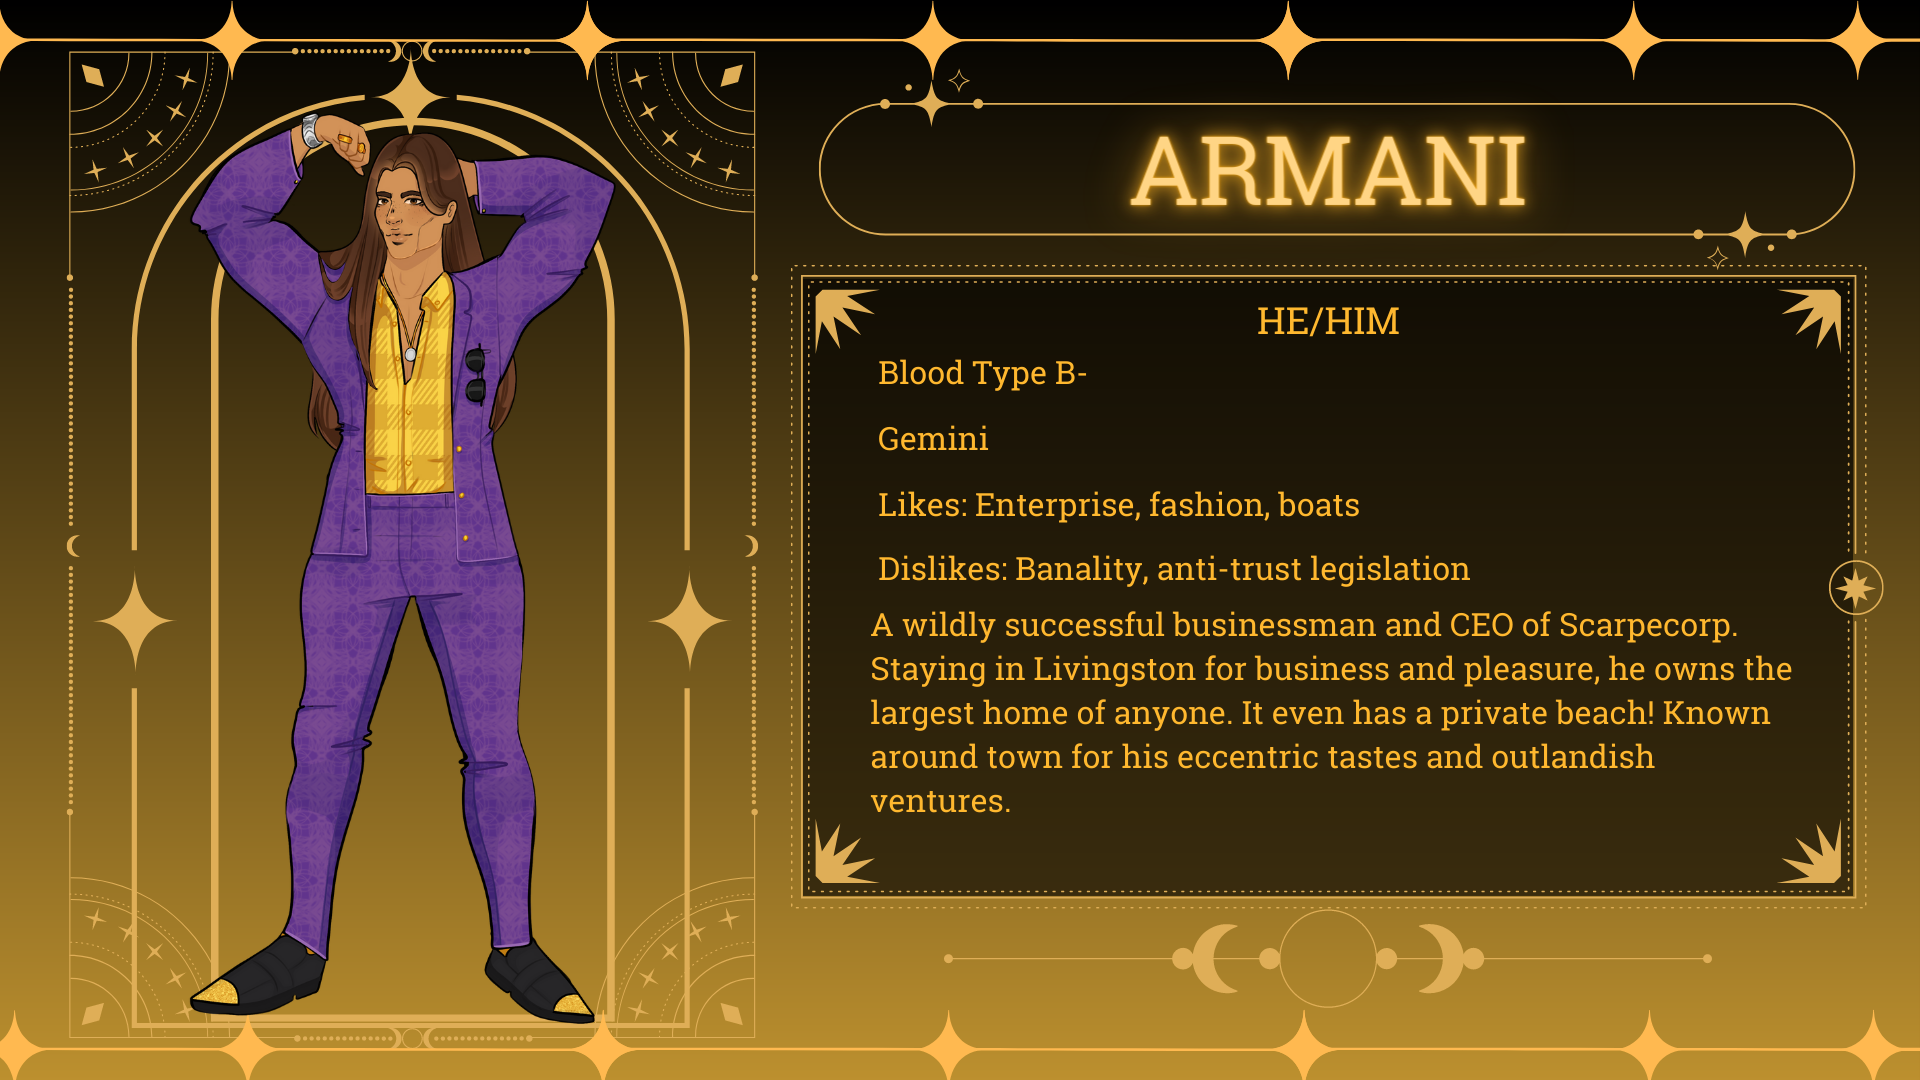 ARMANI
HE/HIM
Blood Type B-
Gemini
Likes: Enterprise, fashion, boats
Dislikes: Banality, anti-trust legislation
A wildly successful businessman and CEO of Scarpecorp.
Staying in Livingston for business and pleasure, he owns the
largest home of anyone. It even has a private beach! Known
around town for his eccentric tastes and outlandish
ventures.